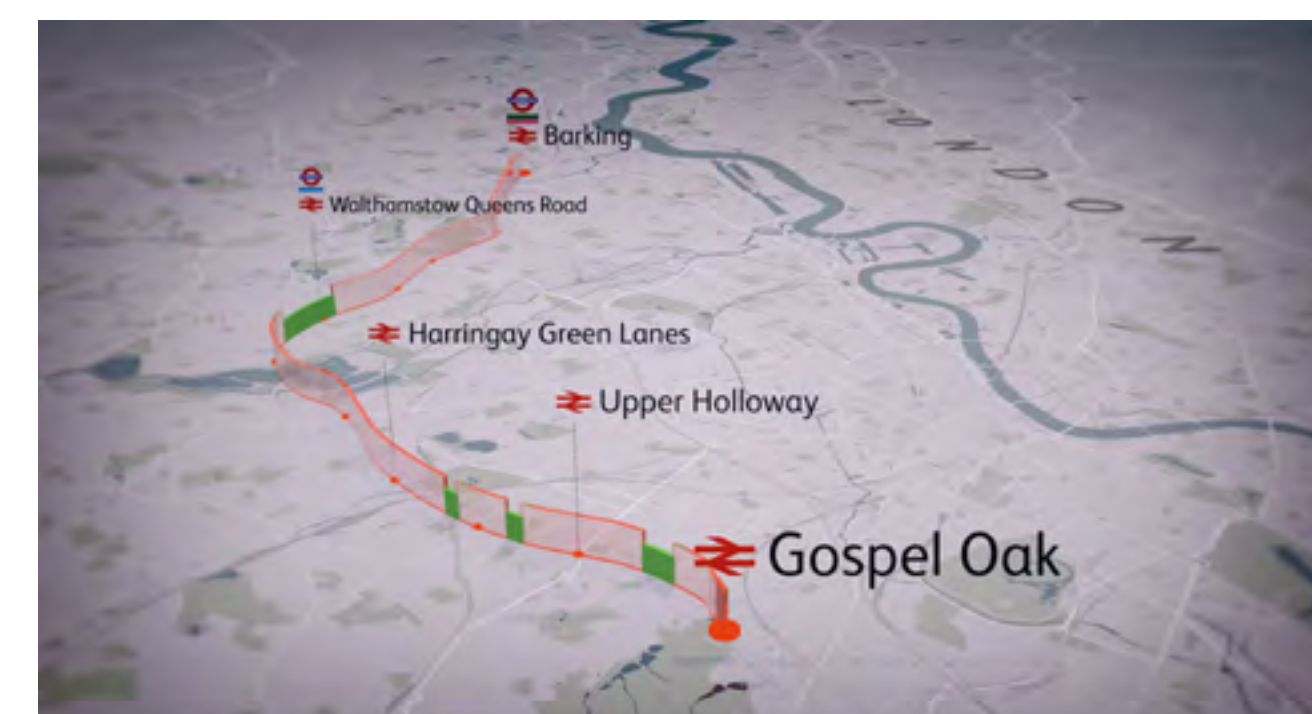 Barking
LONDON
Walthamstow Queens Road
Harringay Green Lanes
Upper Holloway
Gospel Oak